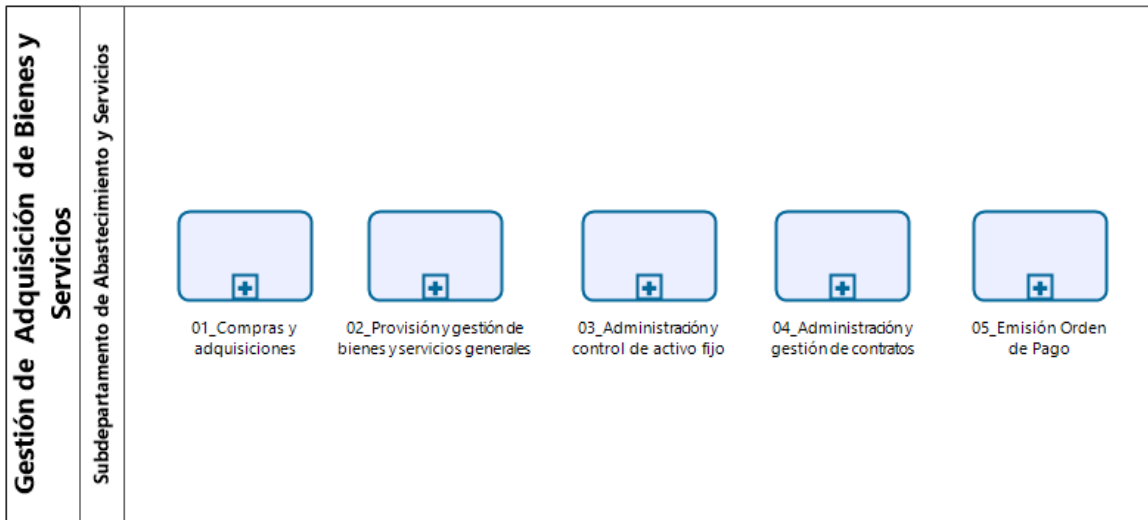 Gestión de Adquisición de Bienes y
Servicios
Subdepartamento de Abastecimiento y Servicios
01_Compras y
adquisiciones
02_Provisión y gestión de
bienes y servicios generales
03_Administración y
control de activo fijo
04_Administración y
gestión de contratos
05_Emisión Orden
de Pago